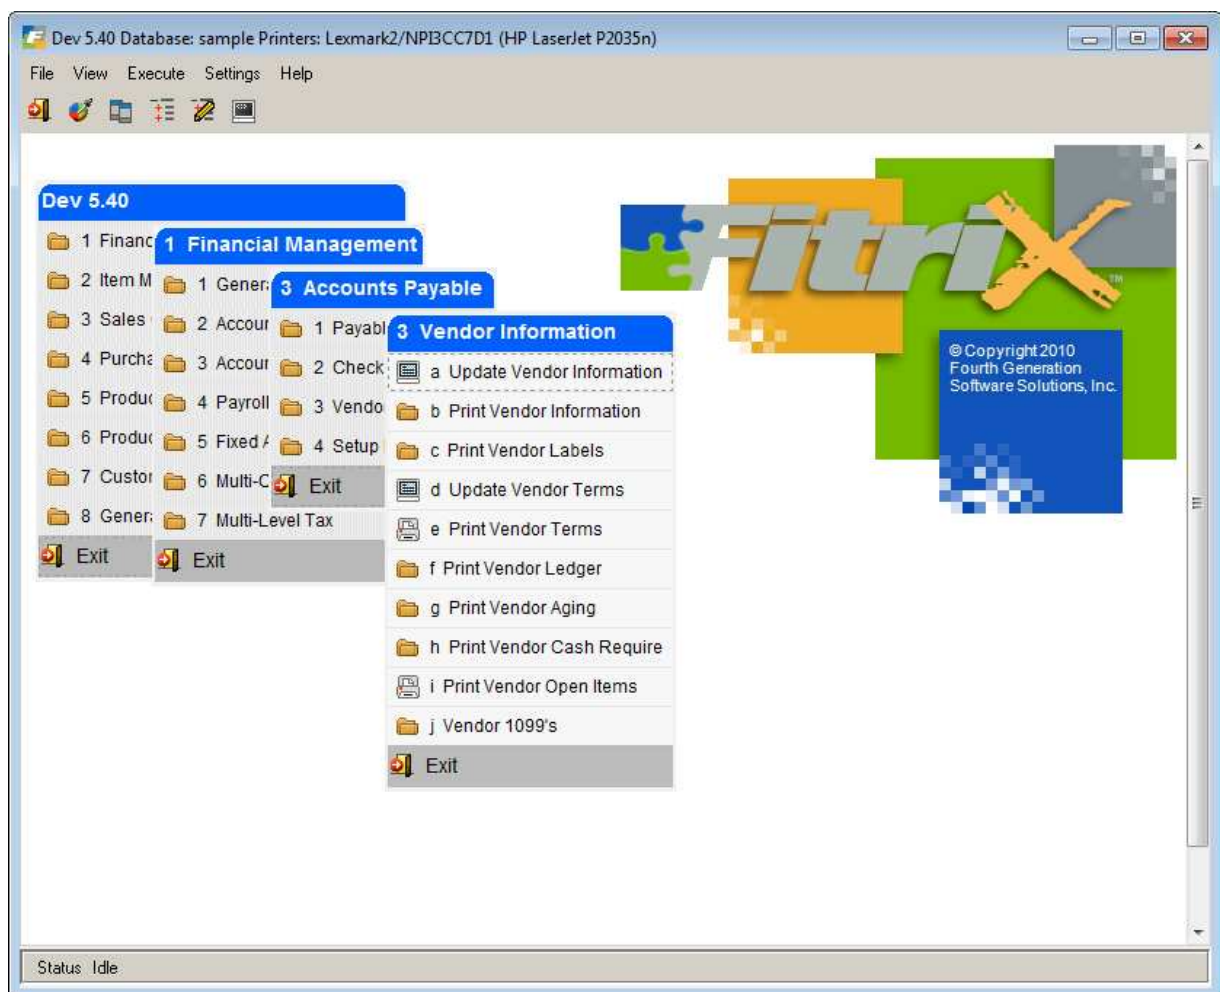 Dev 5.40 Database: sample Printers: Lexmark2/NPI3CC7D1 (HP LaserJet P2035n)
File View Execute Settings Help
Dev 5.40
1 Financ
2 Item M
3 Sales
4 Purcha
5 Produc
6 Produc
7 Custor
8 Genera
Exit
1 Financial Management
1 Genera
2 Accour
3 Accour
4 Payroll
5 Fixed A
6 Multi-C
7 Multi-Level Tax
Exit
3 Accounts Payable
1 Payabl
2 Check
3 Vendo
4 Setup
Exit
3 Vendor Information
a Update Vendor Information
b Print Vendor Information
c Print Vendor Labels
d Update Vendor Terms
e Print Vendor Terms
f Print Vendor Ledger
g Print Vendor Aging
h Print Vendor Cash Require
i Print Vendor Open Items
j Vendor 1099's
Exit
FitriX™
©Copyright 2010
Fourth Generation
Software Solutions, Inc.
Status Idle